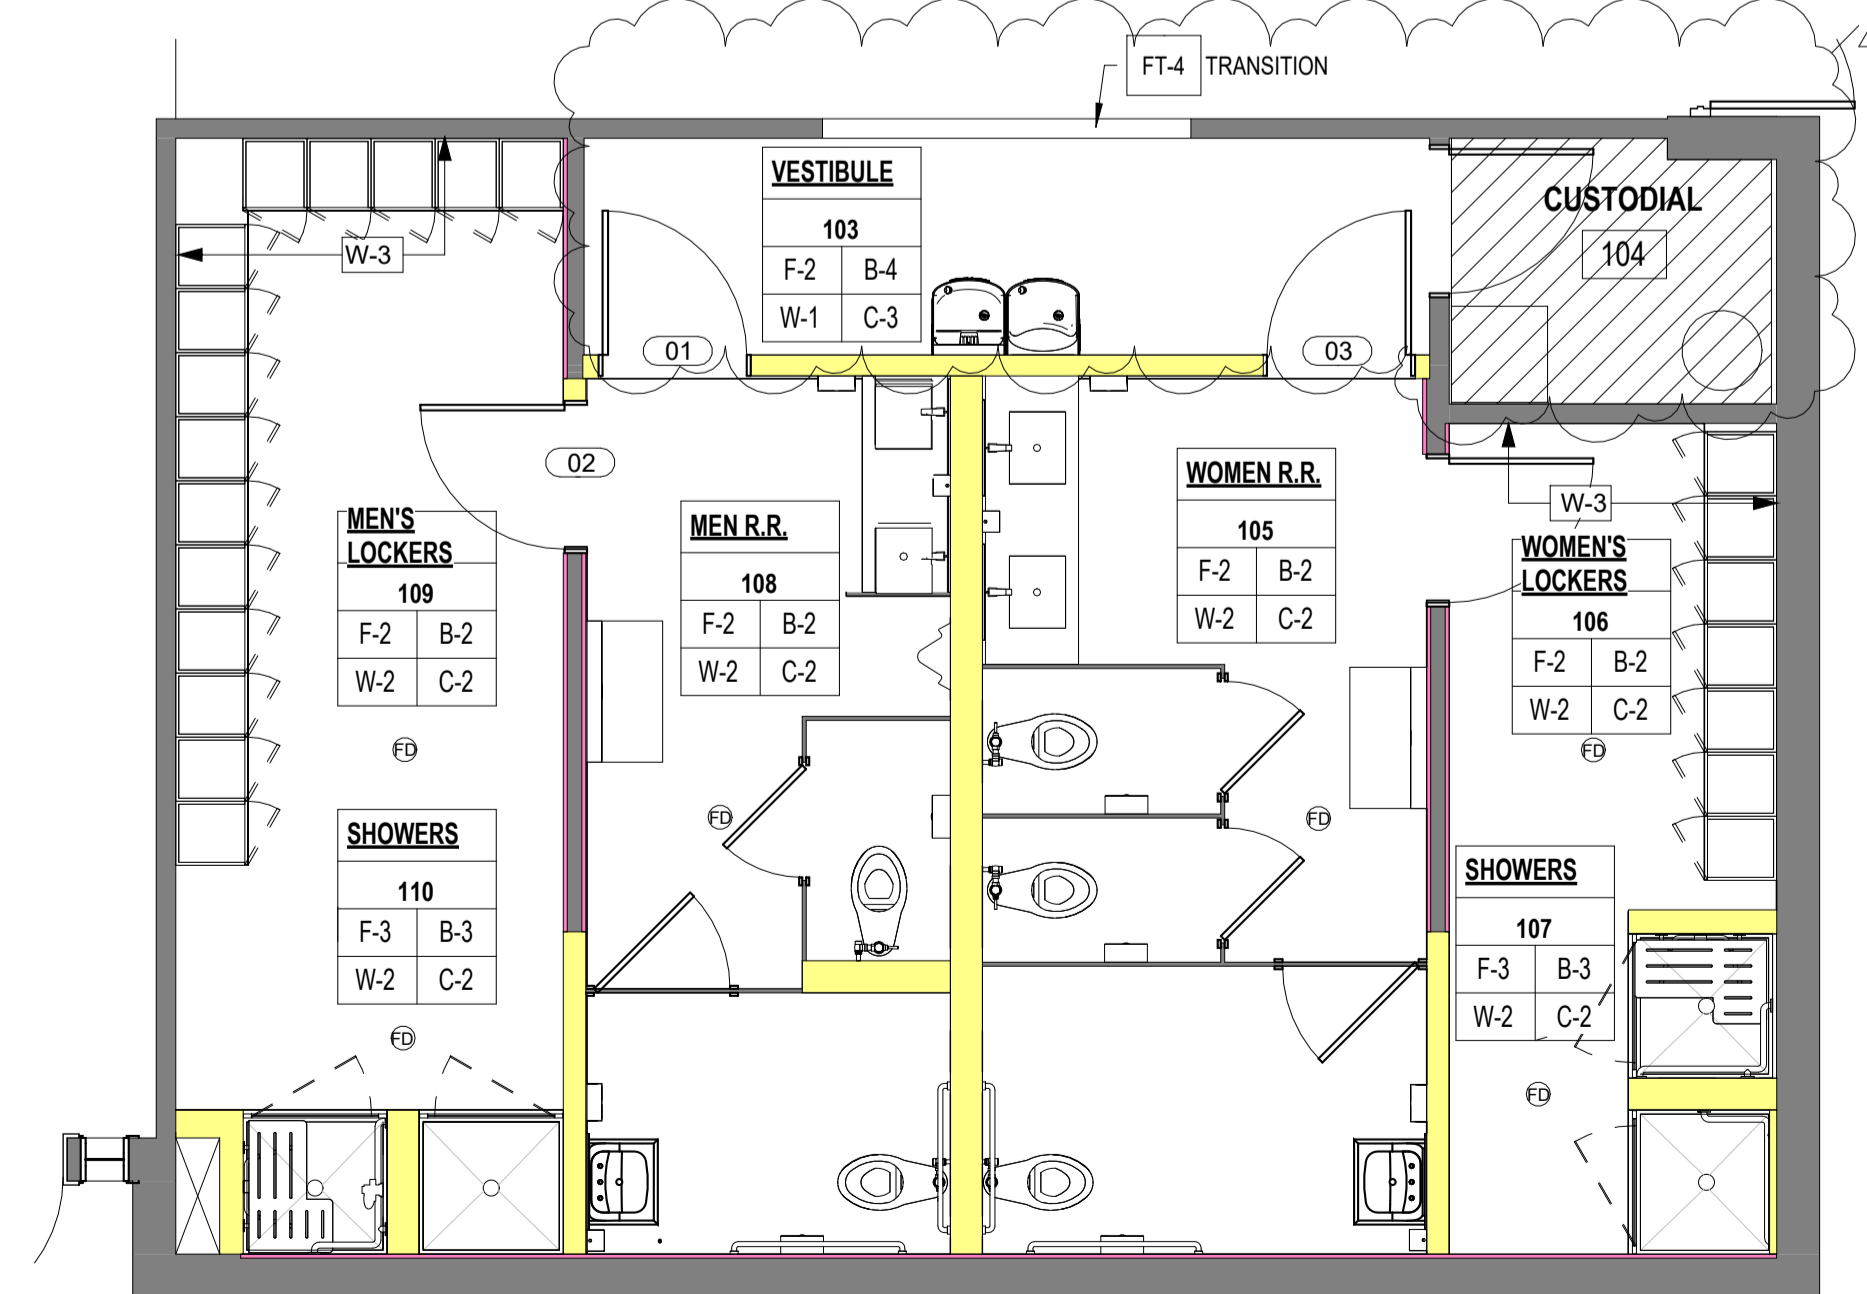 FT-4 TRANSITION
VESTIBULE
103
F-2 B-4
W-1 C-3
CUSTODIAL
104
W-3
01
03
02
W-3
MEN'S
LOCKERS
109
F-2 B-2
W-2 C-2
MEN R.R.
108
F-2 B-2
W-2 C-2
WOMEN R.R.
105
F-2 B-2
W-2 C-2
WOMEN'S
LOCKERS
106
F-2 B-2
W-2 C-2
FD
FD
FD
FD
SHOWERS
110
F-3 B-3
W-2 C-2
SHOWERS
107
F-3 B-3
W-2 C-2
FD
FD